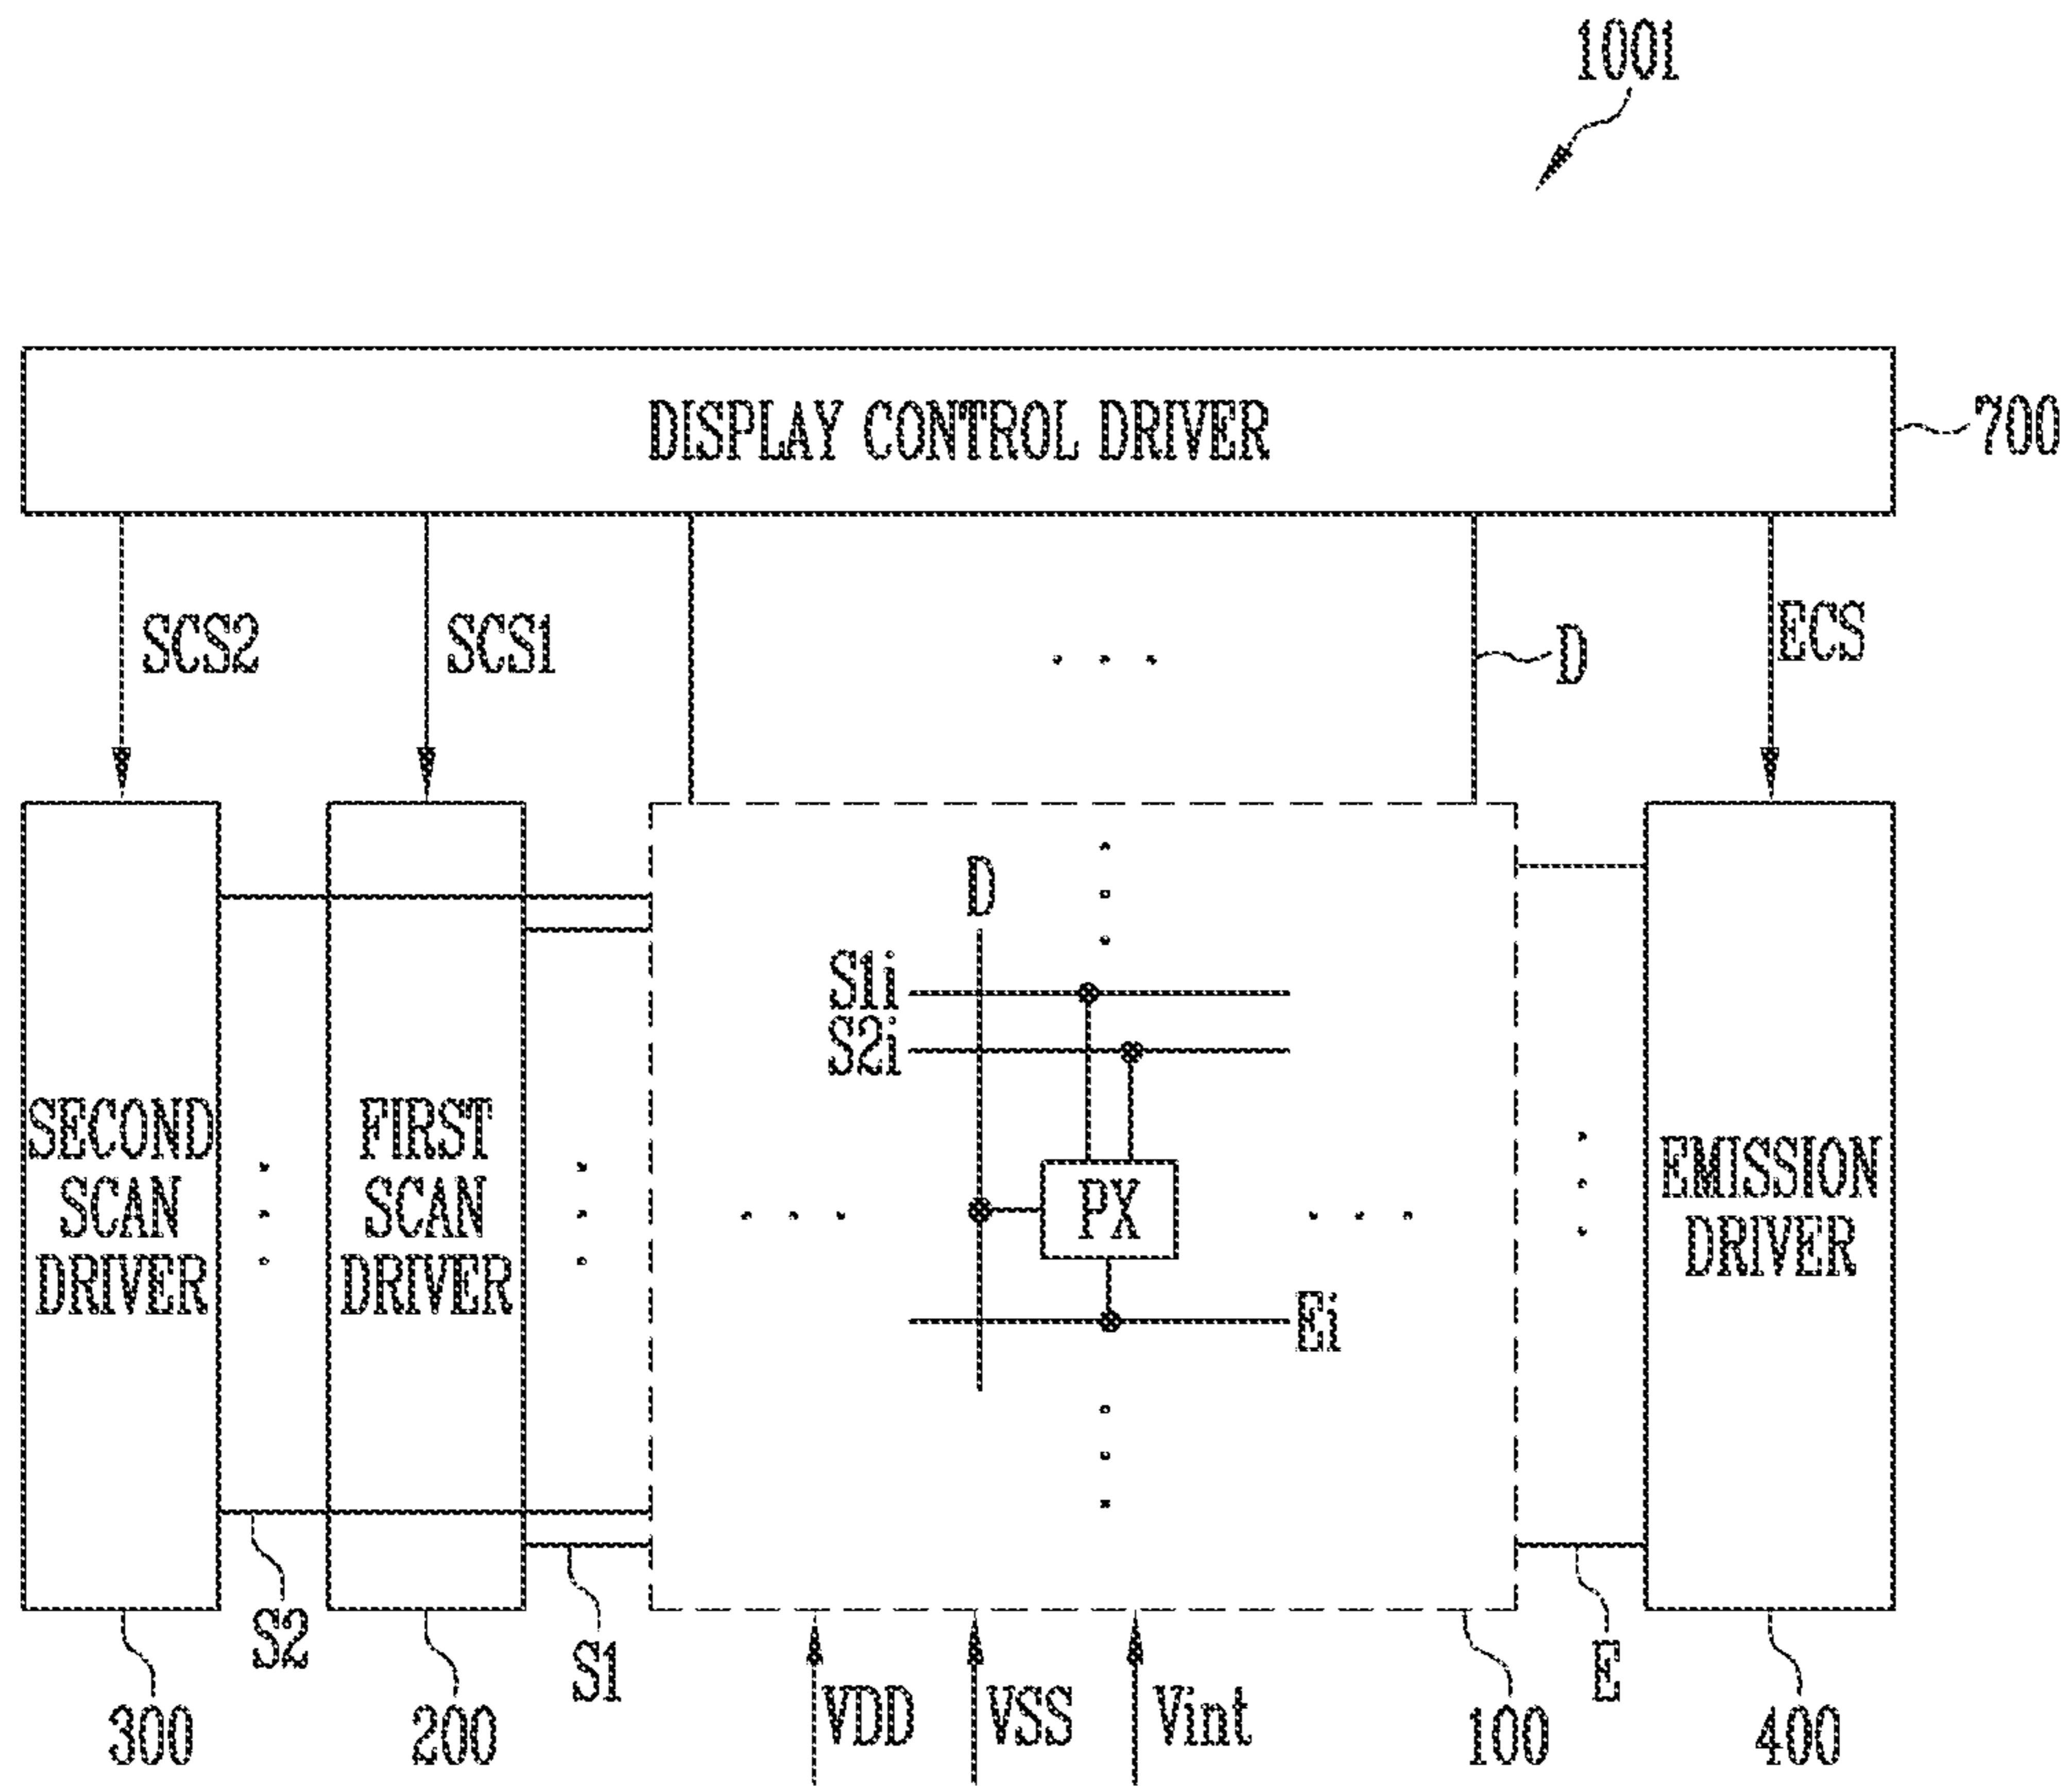 1001
DISPLAY CONTROL DRIVER
700
SCS2
SCS1
D
ECS
D
S1i
S2i
SECOND
SCAN
DRIVER
FIRST
SCAN
DRIVER
PX
EMISSION
DRIVER
Ei
S2
S1
E
300
200
VDD
VSS
Vint
100
400